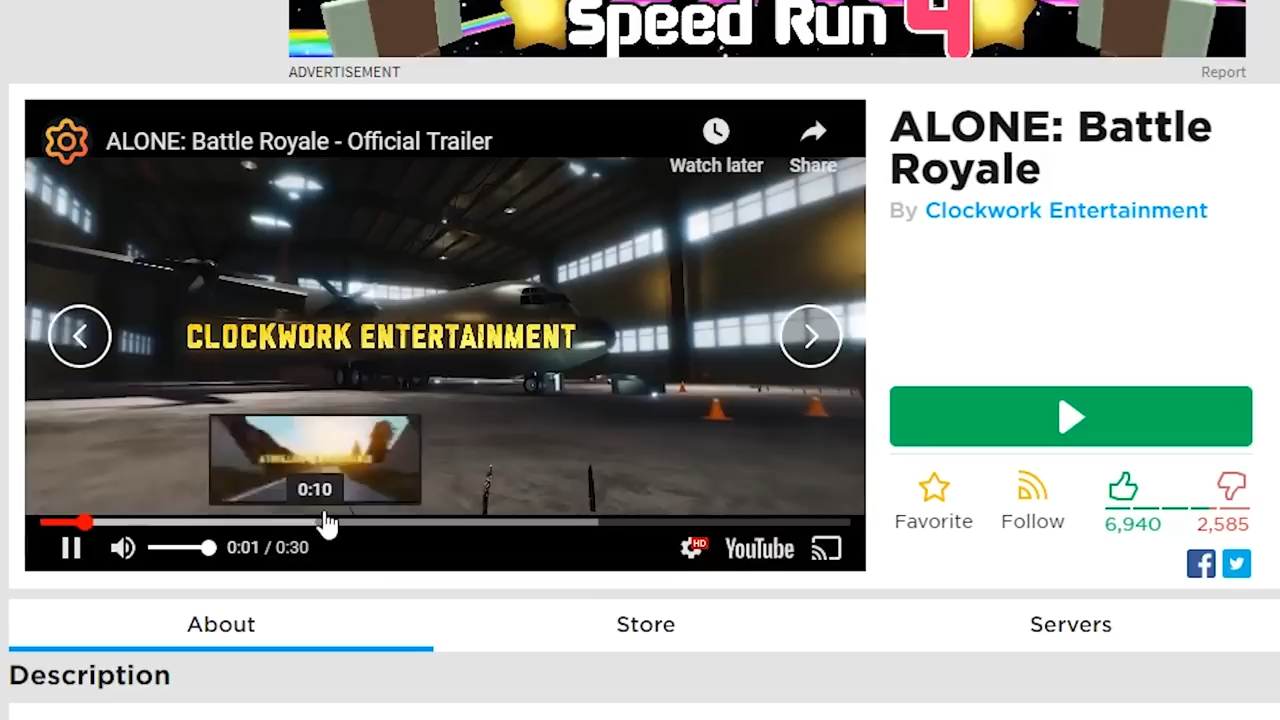 Speed Run 4
ADVERTISEMENT
Report
ALONE: Battle Royale - Official Trailer
Watch later
Share
CLOCKWORK ENTERTAINMENT
0:10
0:01 / 0:30
HD
YouTube
ALONE: Battle
Royale
By Clockwork Entertainment
Favorite
Follow
6,940
2,585
About
Store
Servers
Description